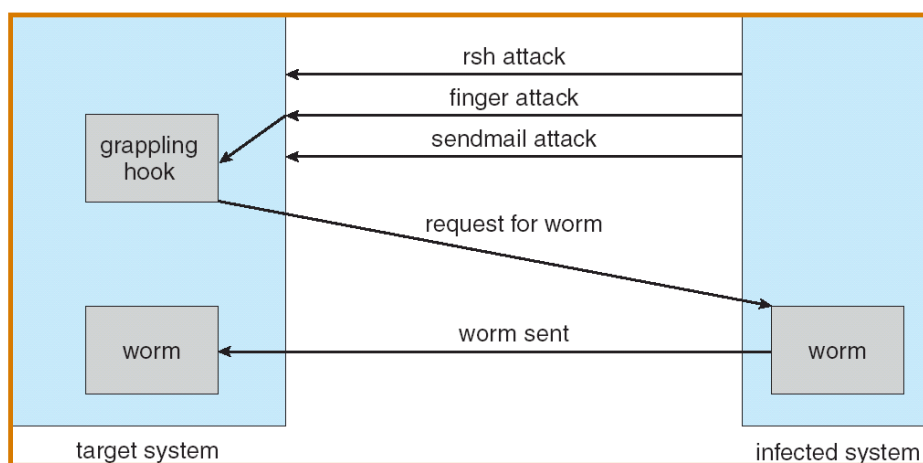 rsh attack
finger attack
sendmail attack
grappling
hook
request for worm
worm sent
worm
worm
target system
infected system